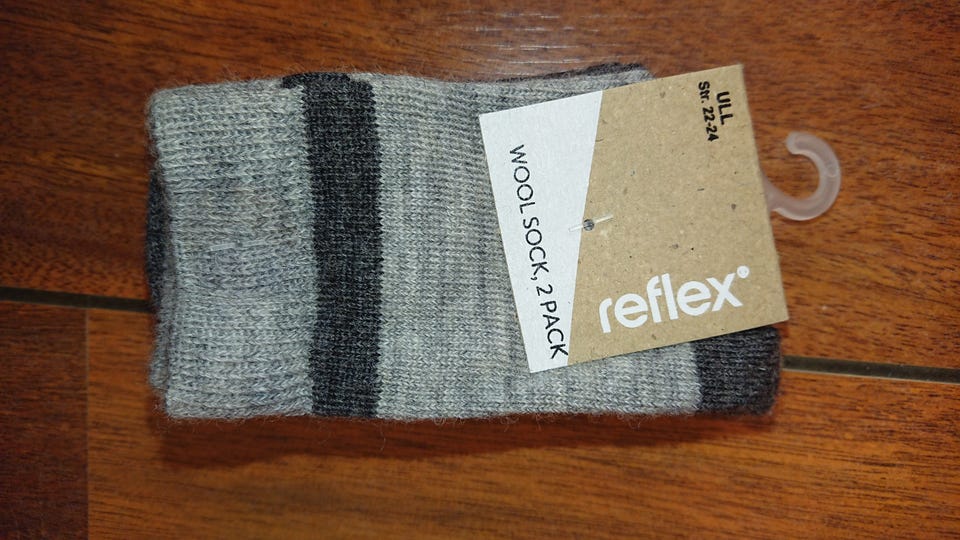 ULL
Str. 22-24
WOOL SOCK, 2 PACK
reflex®